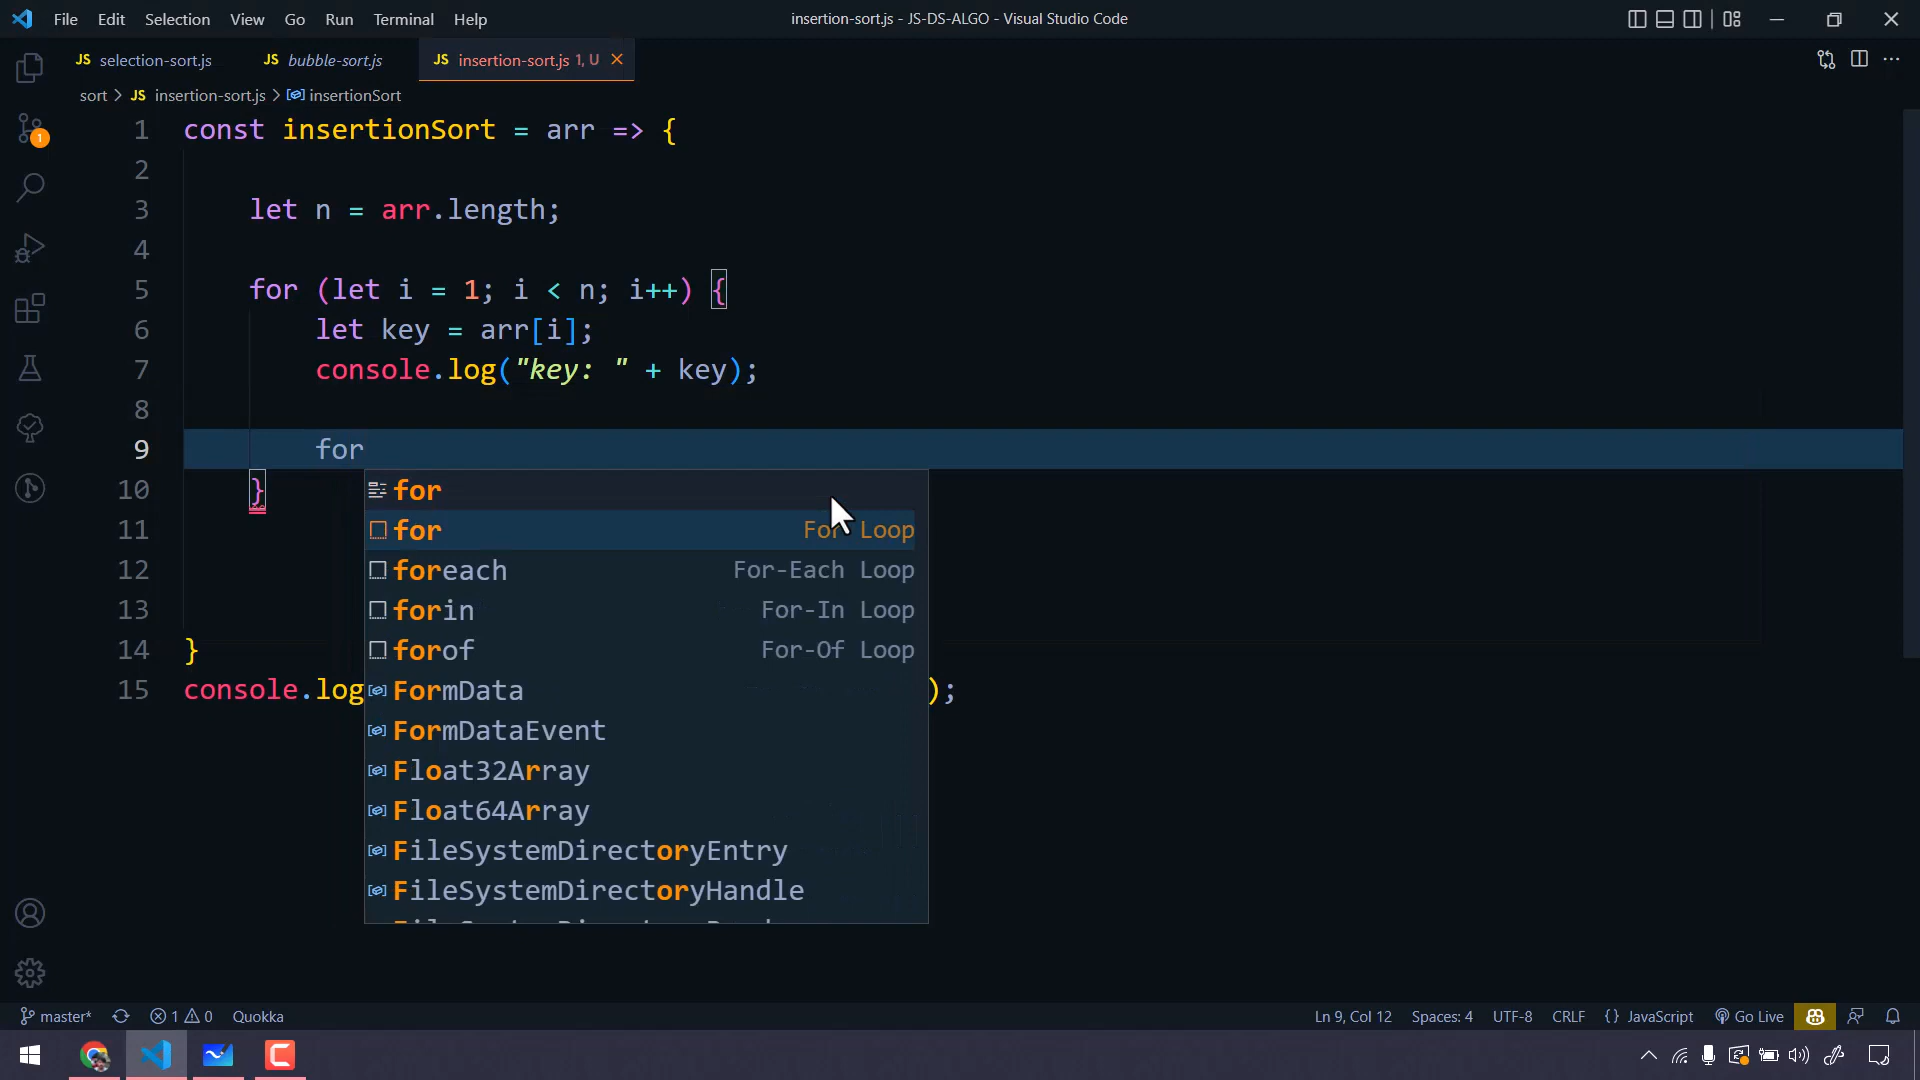 File Edit Selection View Go Run Terminal Help
insertion-sort.js - JS-DS-ALGO - Visual Studio Code
JS selection-sort.js
JS bubble-sort.js
JS insertion-sort.js 1, U
sort > JS insertion-sort.js > insertionSort
1 const insertionSort = arr => {
2
3 let n = arr.length;
4
5 for (let i = 1; i < n; i++) {
6 let key = arr[i];
7 console.log("key: " + key);
8
9 for
10 }
11
12
13
14 }
15 console.log );
for
for For Loop
foreach For-Each Loop
forin For-In Loop
forof For-Of Loop
FormData
FormDataEvent
Float32Array
Float64Array
FileSystemDirectoryEntry
FileSystemDirectoryHandle
1
master* 1 0 Quokka
Ln 9, Col 12 Spaces: 4 UTF-8 CRLF {} JavaScript Go Live